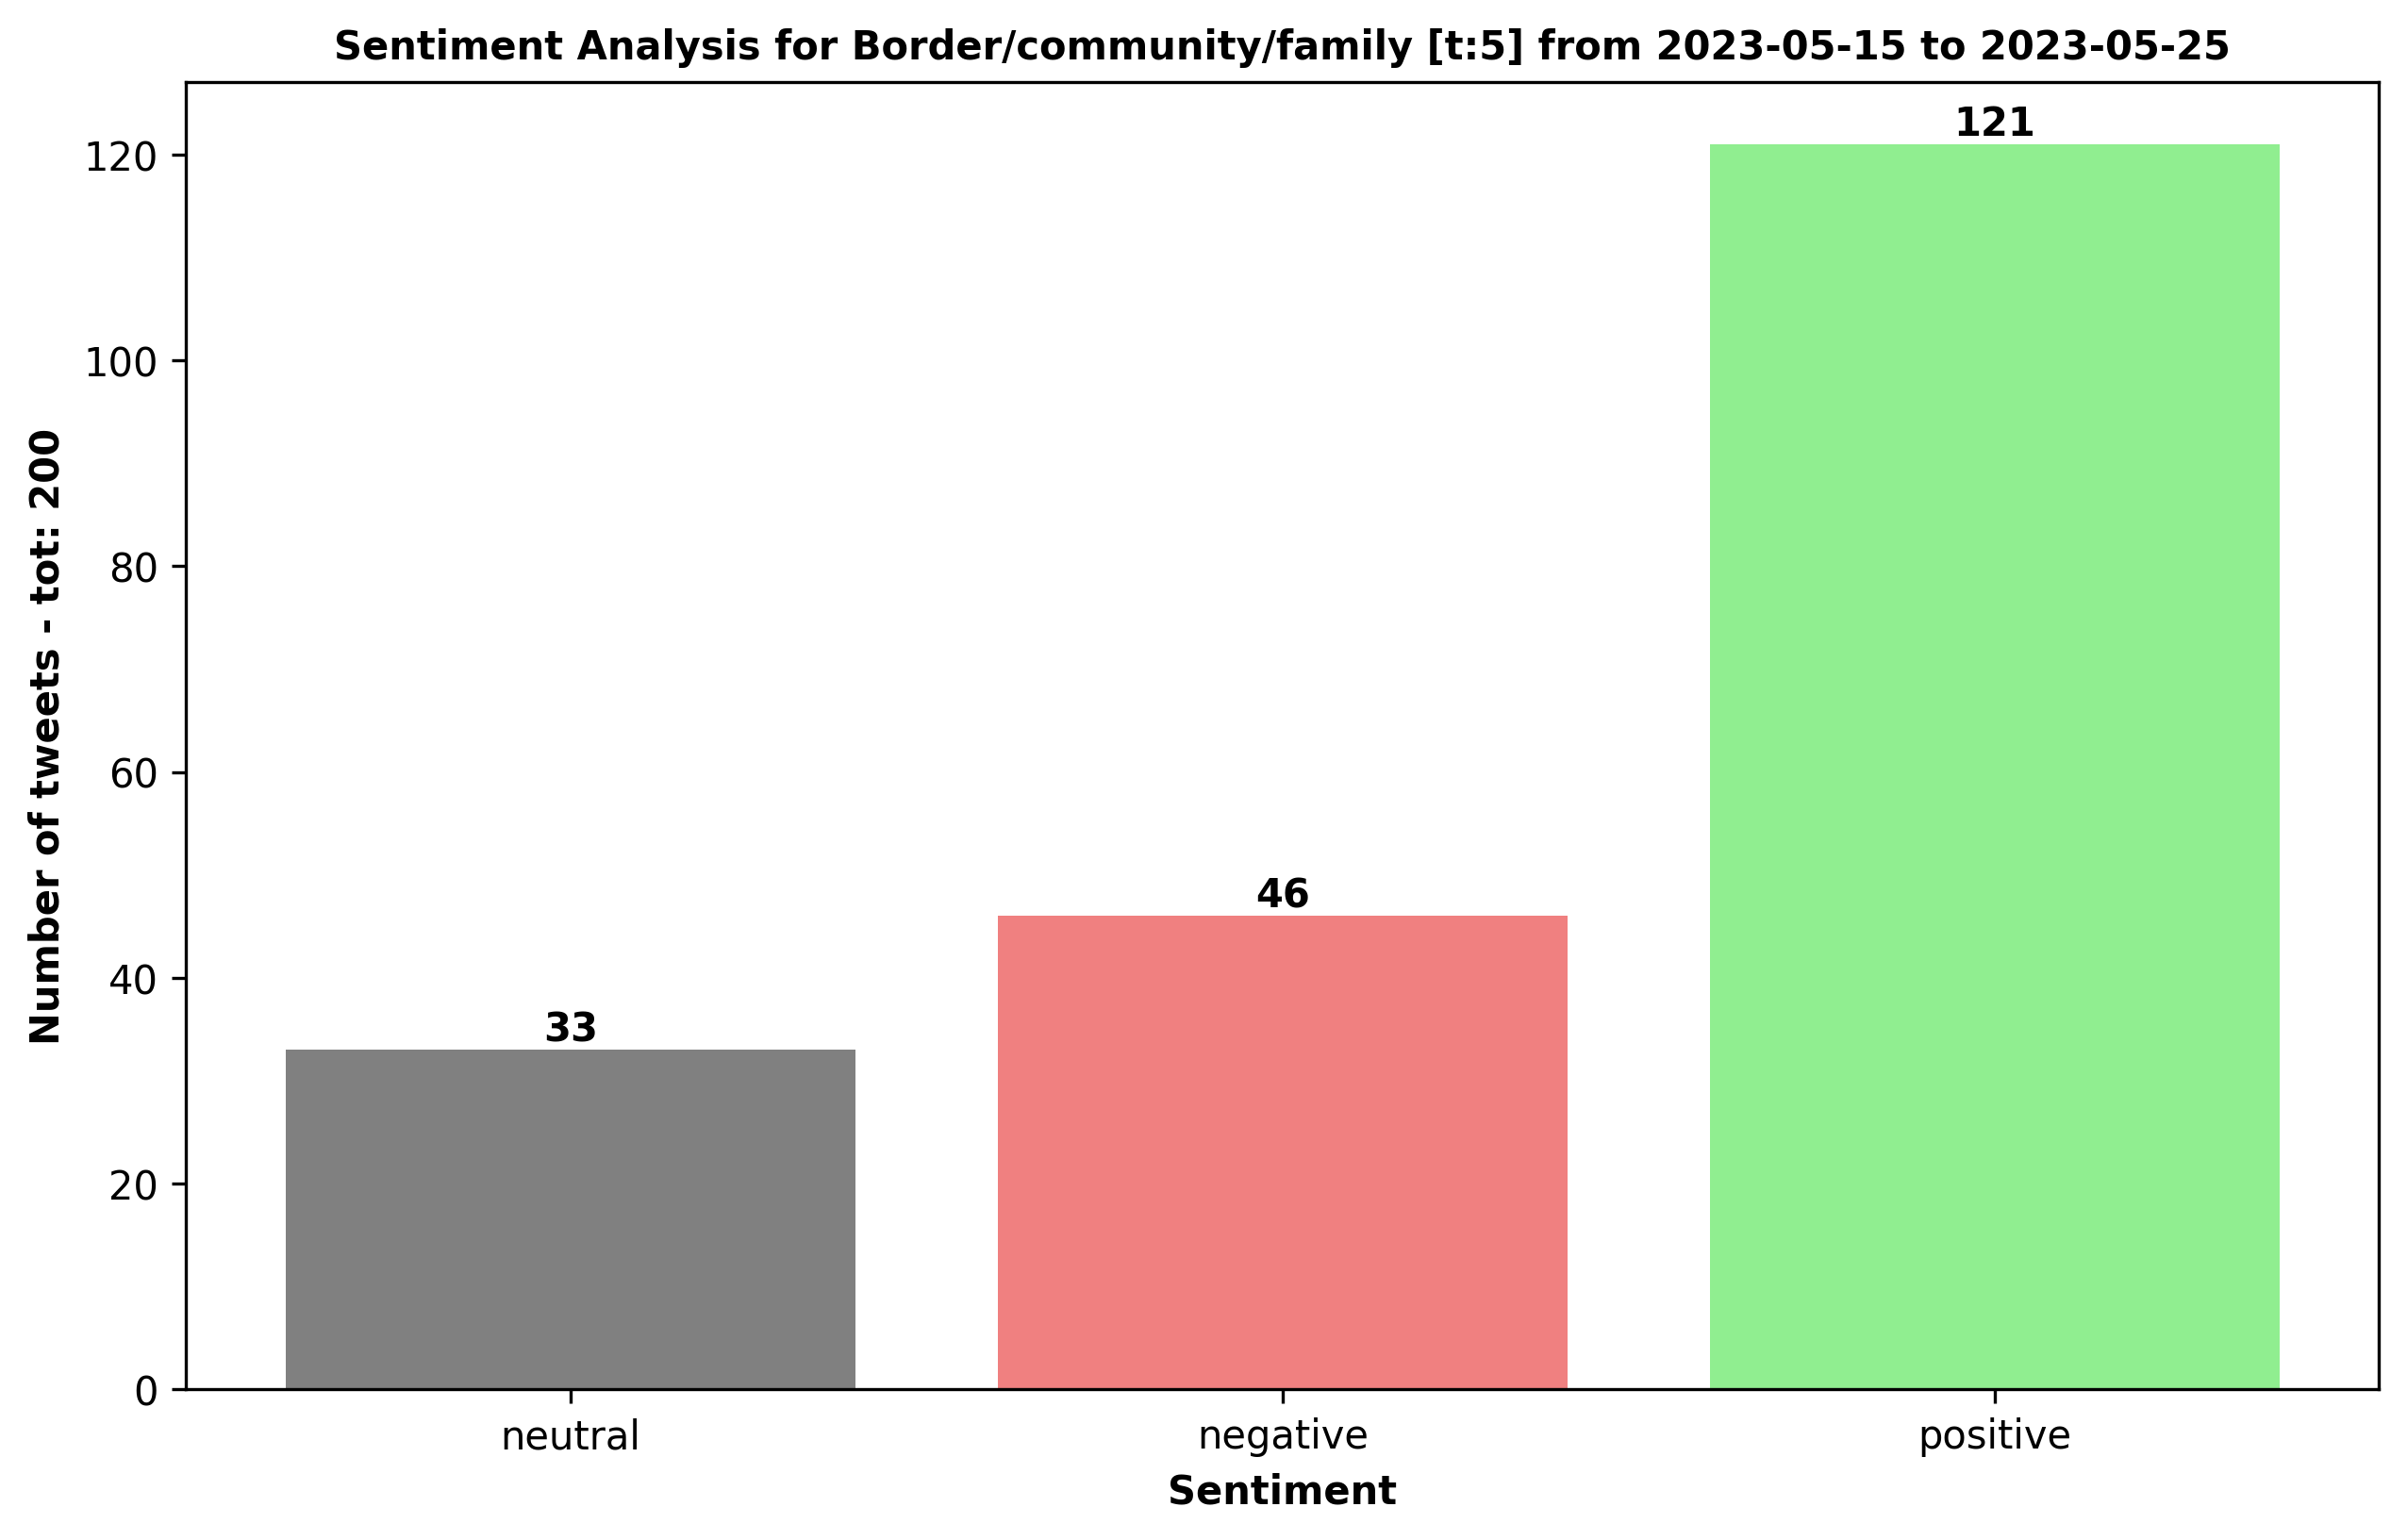 Sentiment Analysis for Border/community/family [t:5] from 2023-05-15 to 2023-05-25
Number of tweets - tot: 200
120
100
80
60
40
20
0
33
46
121
neutral
negative
positive
Sentiment